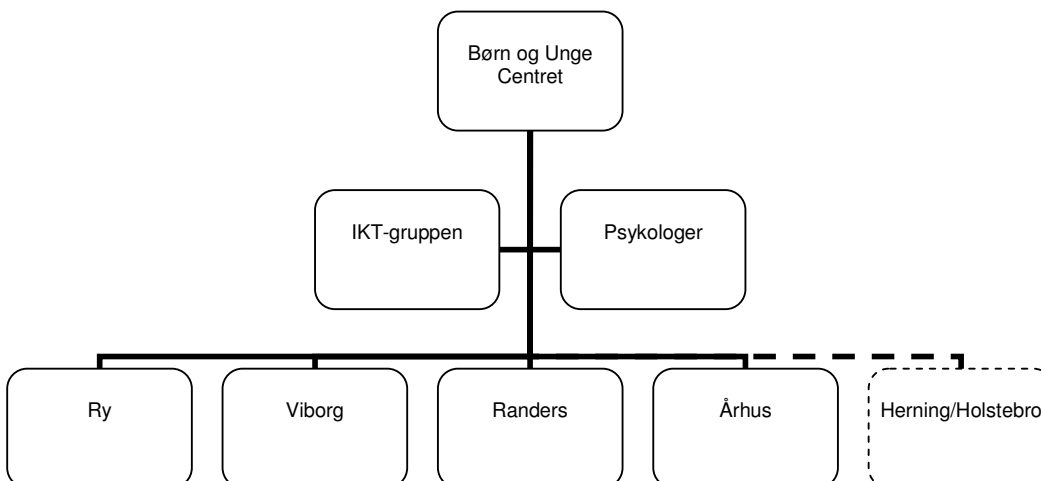 Børn og Unge
Centret
IKT-gruppen
Psykologer
Ry
Viborg
Randers
Århus
Herning/Holstebro